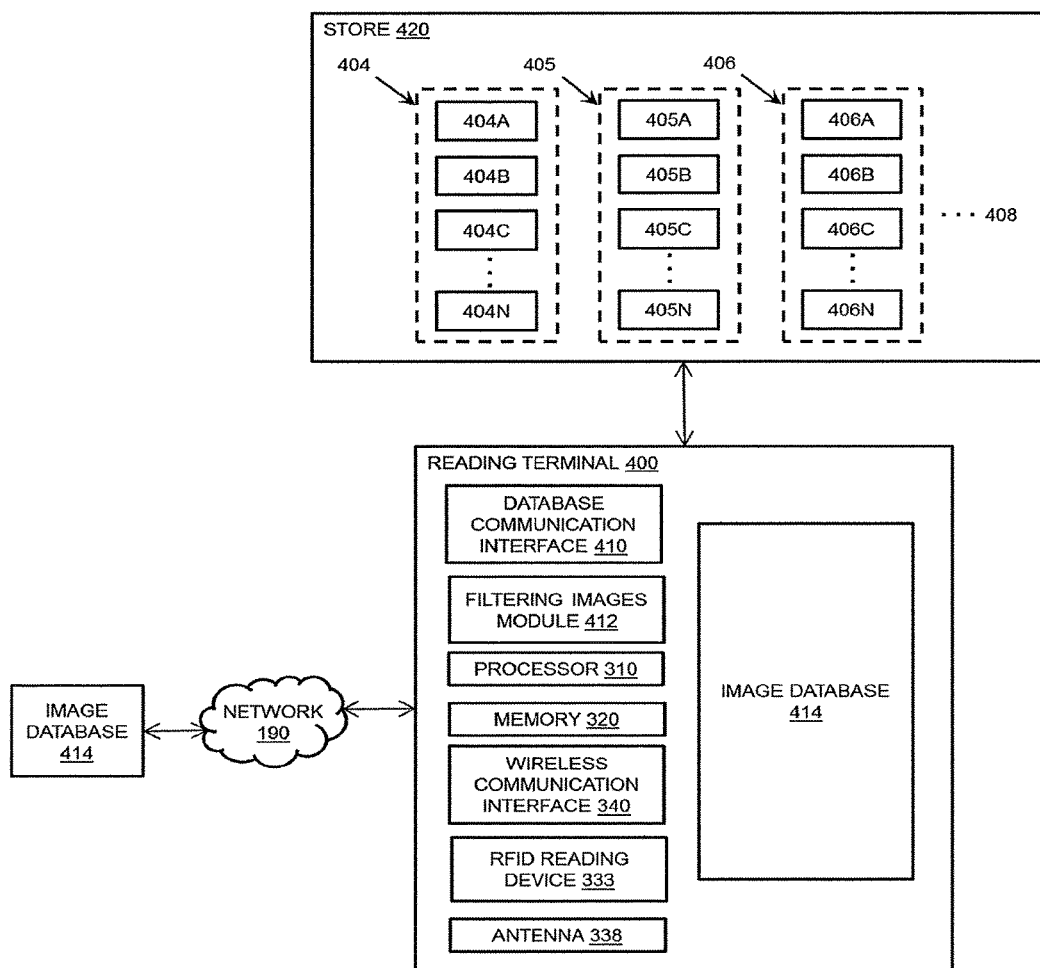 STORE 420
404
405
406
404A
405A
406A
404B
405B
406B
404C
405C
406C
... 408
404N
405N
406N
READING TERMINAL 400
DATABASE
COMMUNICATION
INTERFACE 410
FILTERING IMAGES
MODULE 412
PROCESSOR 310
MEMORY 320
WIRELESS
COMMUNICATION
INTERFACE 340
RFID READING
DEVICE 333
ANTENNA 338
IMAGE DATABASE
414
NETWORK
190
IMAGE
DATABASE
414